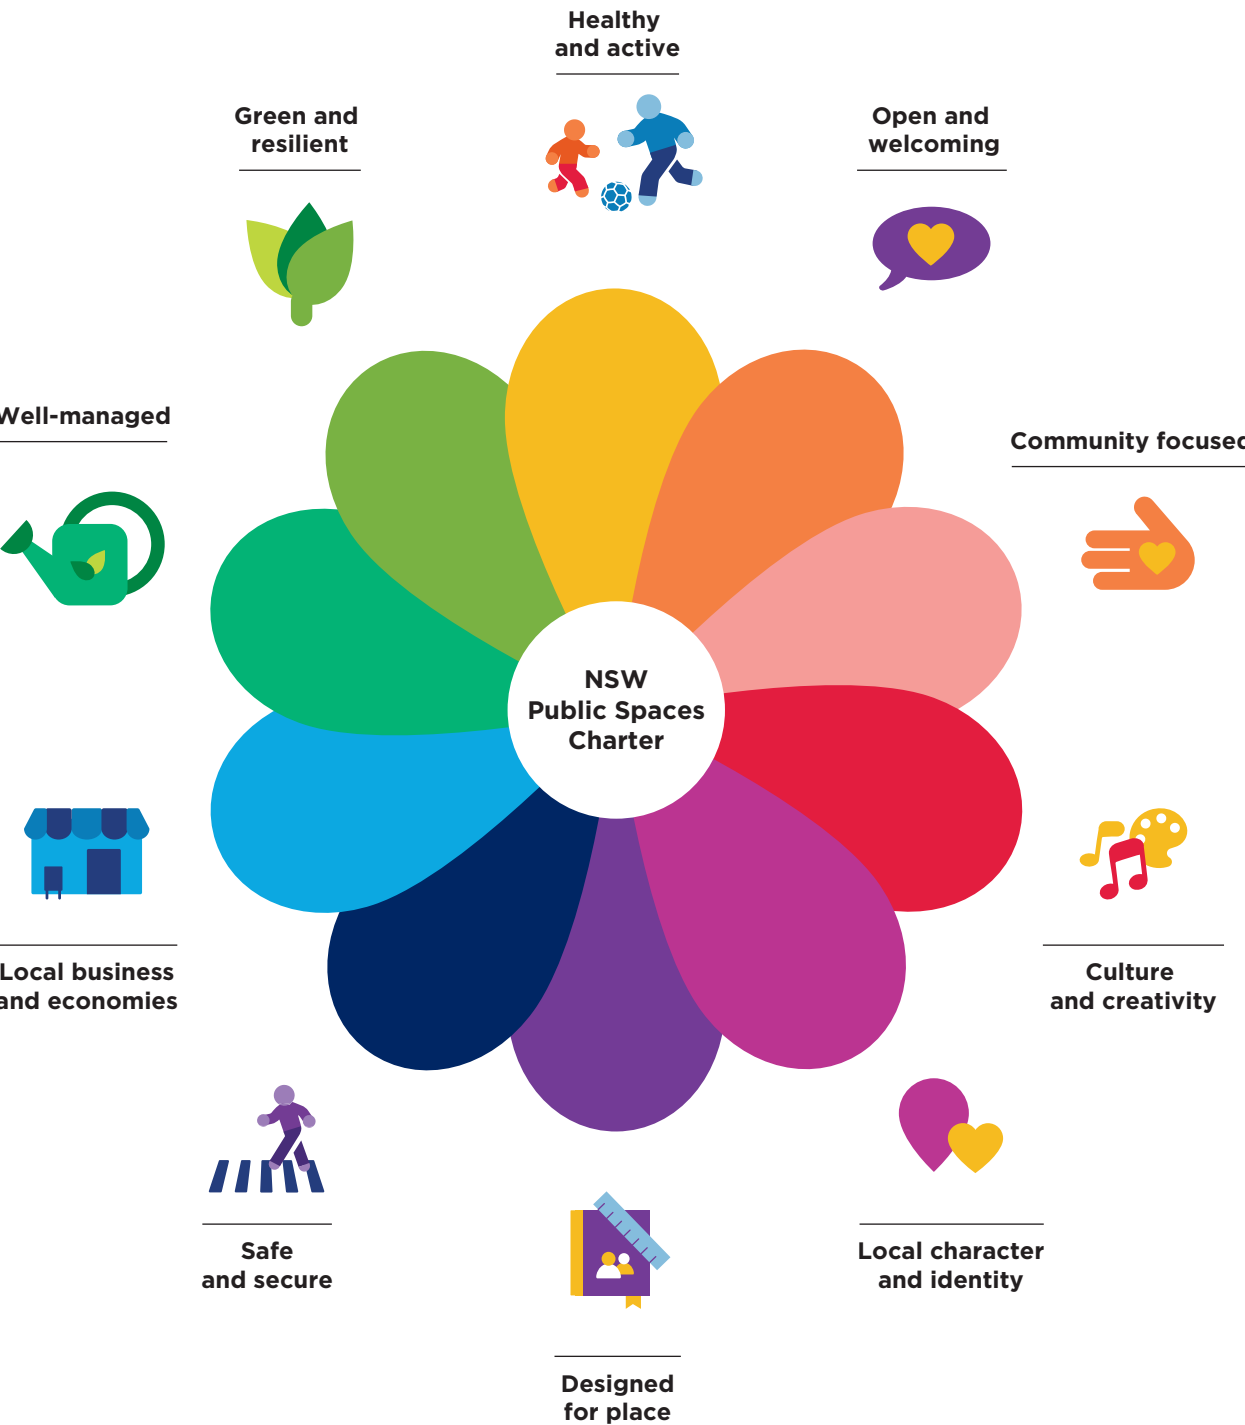 Healthy
and active
Green and
resilient
Open and
welcoming
Well-managed
Community focused
NSW
Public Spaces
Charter
Local business
and economies
Culture
and creativity
Safe
and secure
Local character
and identity
Designed
for place